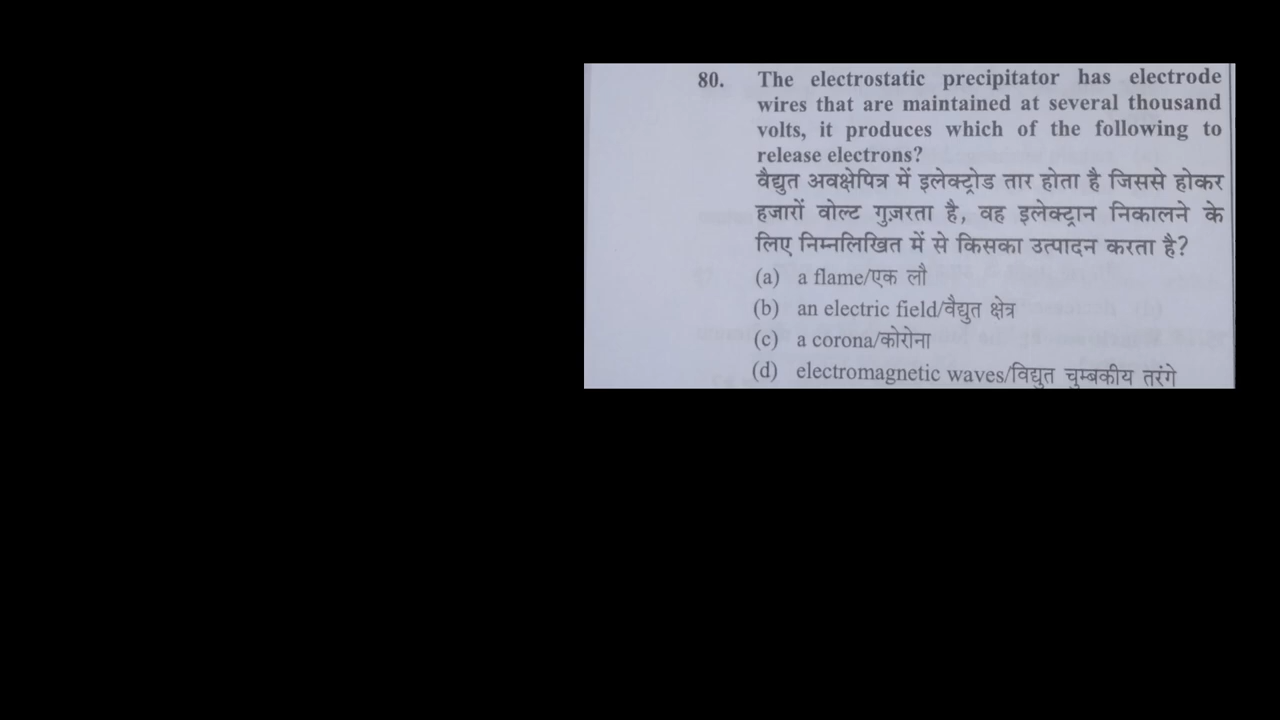 80. The electrostatic precipitator has electrode
wires that are maintained at several thousand
volts, it produces which of the following to
release electrons?
वैद्युत अवक्षेपित्र में इलेक्ट्रोड तार होता है जिससे होकर
हजारों वोल्ट गुज़रता है, वह इलेक्ट्रान निकालने के
लिए निम्नलिखित में से किसका उत्पादन करता है?
(a) a flame/एक लौ
(b) an electric field/वैद्युत क्षेत्र
(c) a corona/कोरोना
(d) electromagnetic waves/विद्युत चुम्बकीय तरंगे